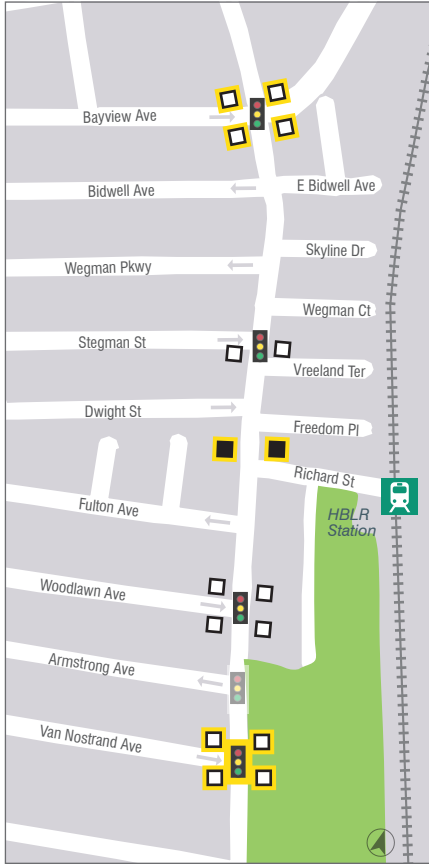 Bayview Ave
Bidwell Ave
E Bidwell Ave
Skyline Dr
Wegman Pkwy
Wegman Ct
Stegman St
Vreeland Ter
Dwight St
Freedom Pl
Richard St
Fulton Ave
HBLR
Station
Woodlawn Ave
Armstrong Ave
Van Nostrand Ave